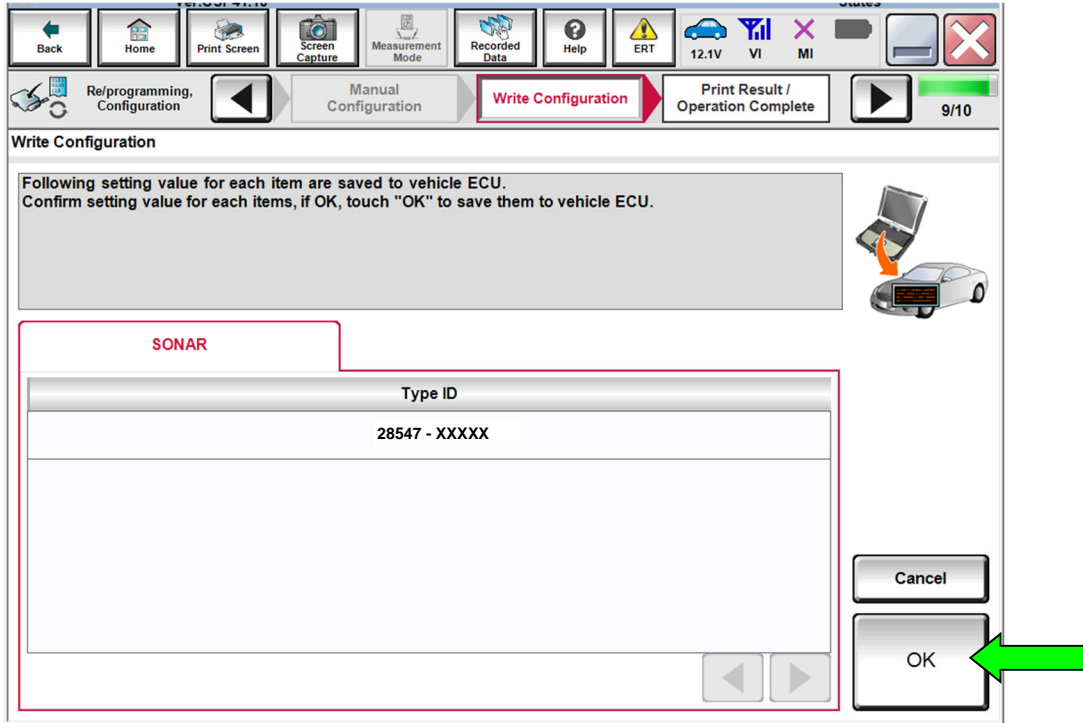 Back
Home
Print Screen
Screen
Capture
Measurement
Mode
Recorded
Data
Help
ERT
12.1V
VI
MI
Re/programming,
Configuration
Manual
Configuration
Write Configuration
Print Result /
Operation Complete
9/10
Write Configuration
Following setting value for each item are saved to vehicle ECU.
Confirm setting value for each items, if OK, touch "OK" to save them to vehicle ECU.
SONAR
Type ID
28547 - XXXXX
Cancel
OK